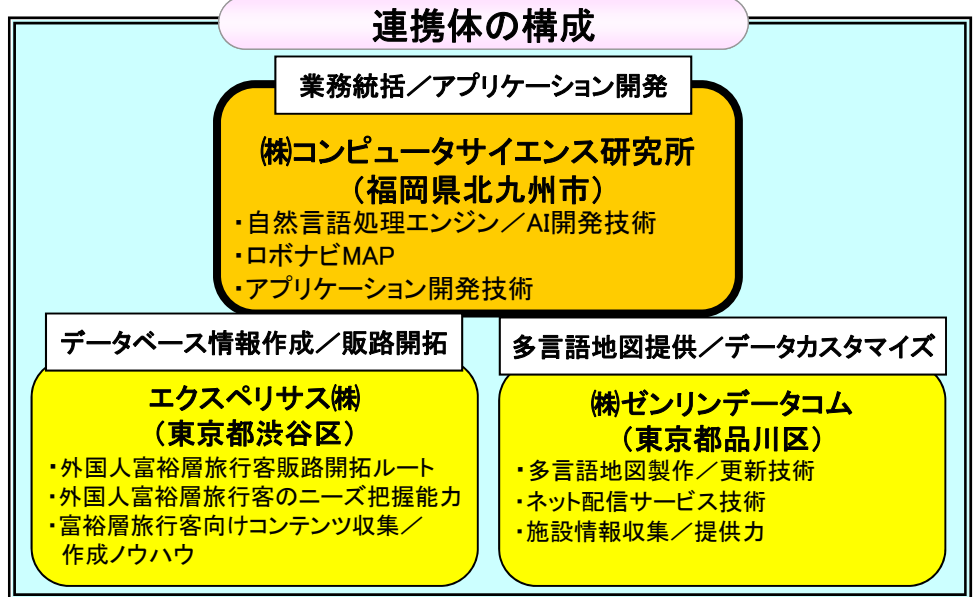 連携体の構成
業務統括／アプリケーション開発
㈱コンピュータサイエンス研究所
（福岡県北九州市）
・自然言語処理エンジン／AI開発技術
・ロボナビMAP
・アプリケーション開発技術
データベース情報作成／販路開拓
エクスペリサス㈱
（東京都渋谷区）
・外国人富裕層旅行客販路開拓ルート
・外国人富裕層旅行客のニーズ把握能力
・富裕層旅行客向けコンテンツ収集／
作成ノウハウ
多言語地図提供／データカスタマイズ
㈱ゼンリンデータコム
（東京都品川区）
・多言語地図製作／更新技術
・ネット配信サービス技術
・施設情報収集／提供力